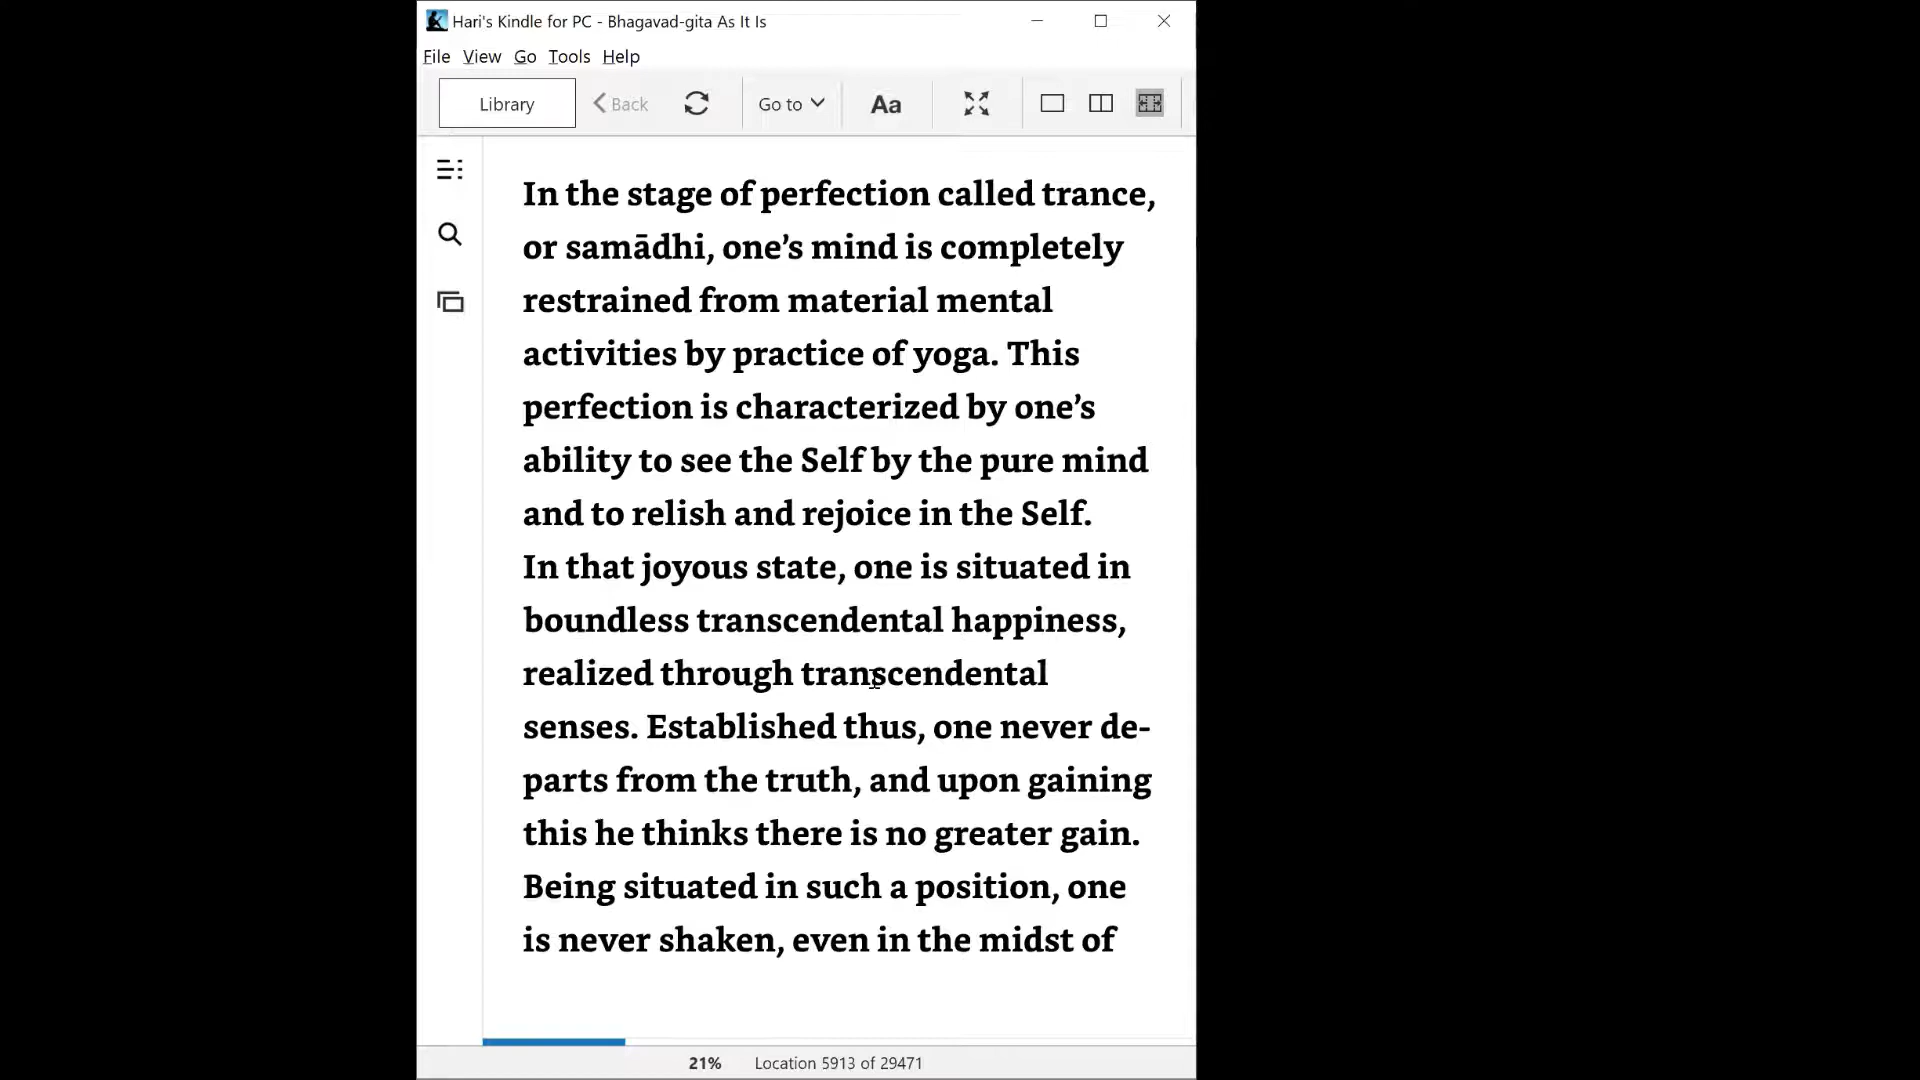 Hari's Kindle for PC - Bhagavad-gita As It Is
File View Go Tools Help
Library Back Go to Aa
In the stage of perfection called trance,
or samādhi, one’s mind is completely
restrained from material mental
activities by practice of yoga. This
perfection is characterized by one’s
ability to see the Self by the pure mind
and to relish and rejoice in the Self.
In that joyous state, one is situated in
boundless transcendental happiness,
realized through transcendental
senses. Established thus, one never de-
parts from the truth, and upon gaining
this he thinks there is no greater gain.
Being situated in such a position, one
is never shaken, even in the midst of
21% Location 5913 of 29471